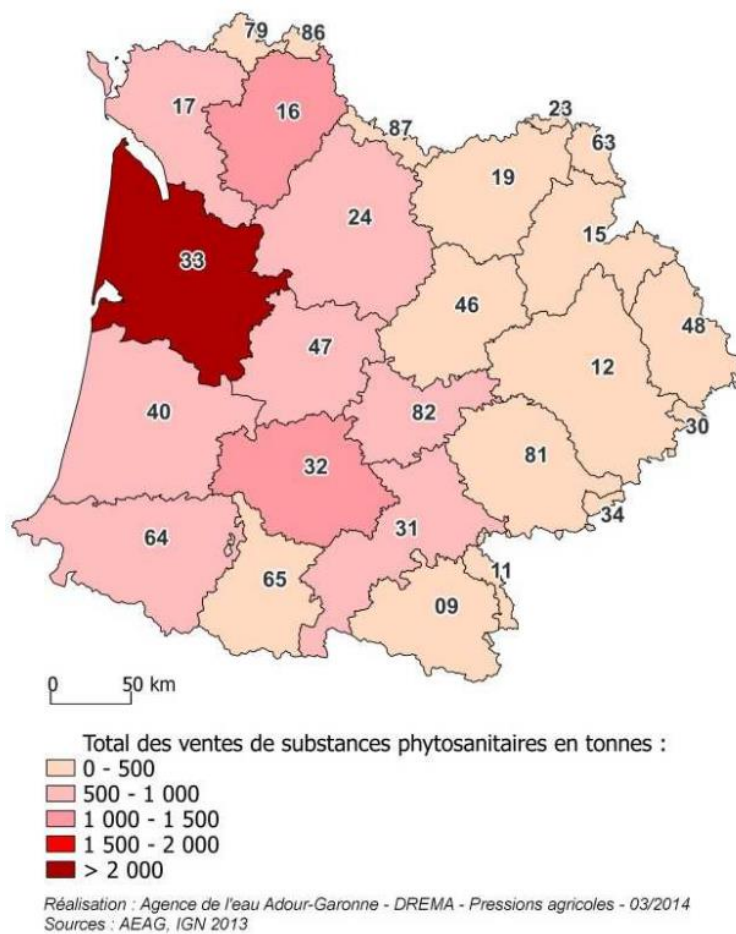 79 86
17 16 87 23
63
19
24 15
33
46 48
47 12
40 82
30
81
32
34
31
64
11
65 09
0 50 km
Total des ventes de substances phytosanitaires en tonnes :
0 - 500
500 - 1 000
1 000 - 1 500
1 500 - 2 000
> 2 000
Réalisation : Agence de l'eau Adour-Garonne - DREMA - Pressions agricoles - 03/2014
Sources : AEAG, IGN 2013